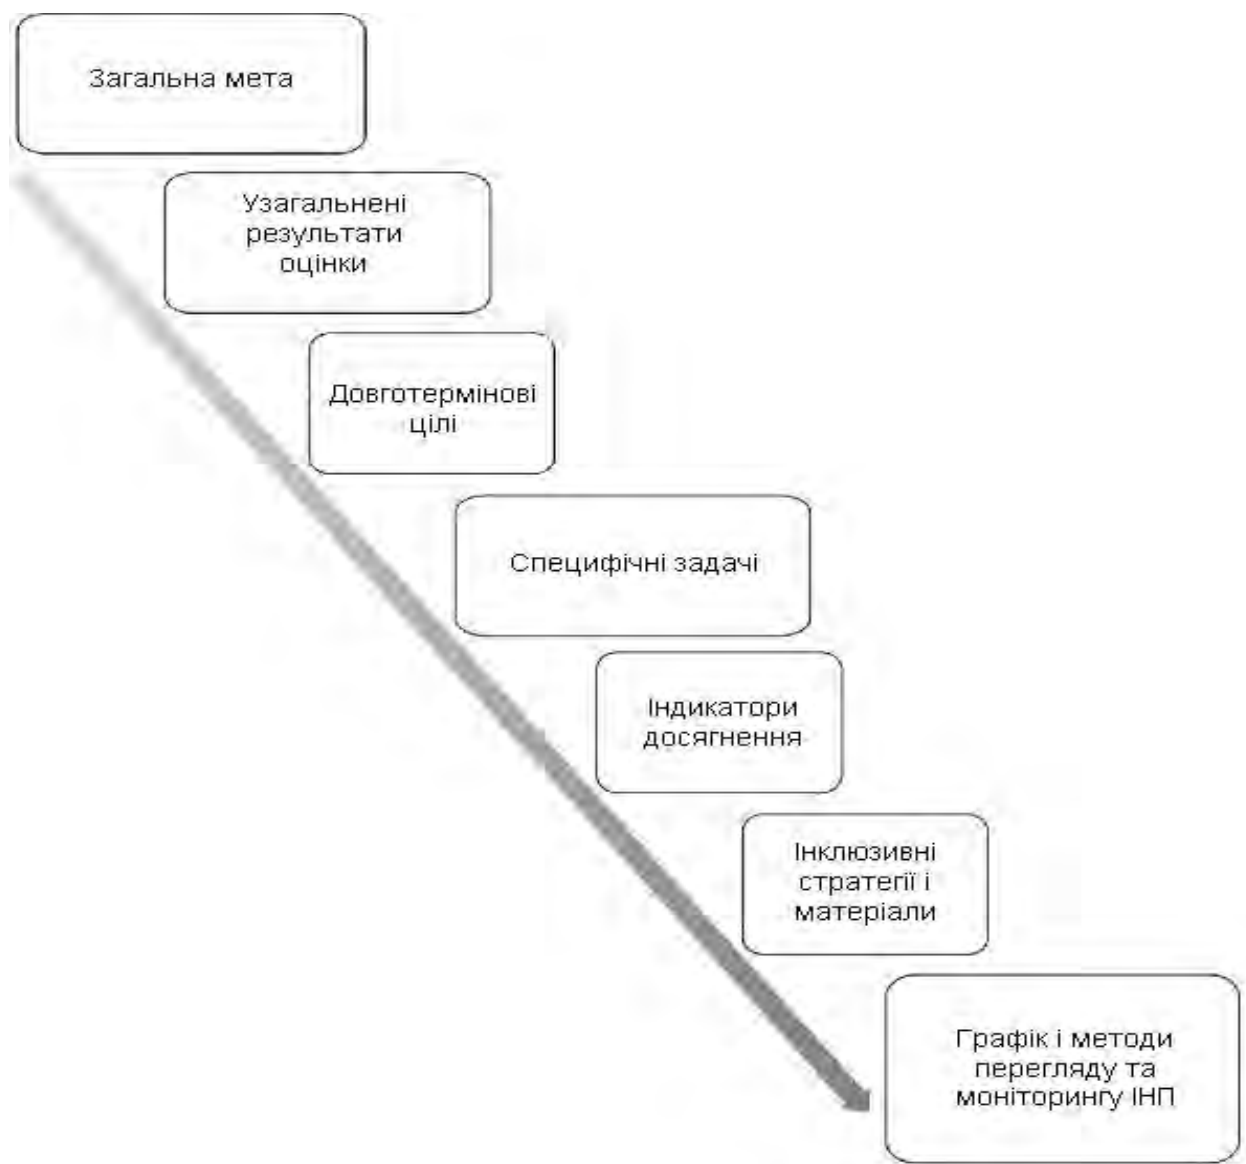 Загальна мета
Узагальнені
результати
оцінки
Довготермінові
цілі
Специфічні задачі
Індикатори
досягнення
Інклюзивні
стратегії і
матеріали
Графік і методи
перегляду та
моніторингу ІНП